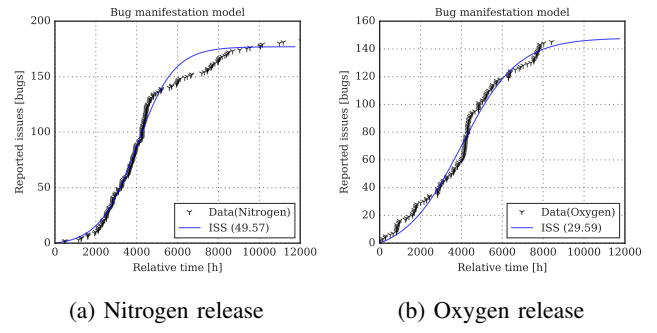 Bug manifestation model
200
150
100
50
0
Reported issues [bugs]
0 2000 4000 6000 8000 10000 12000
Relative time [h]
Data(Nitrogen)
ISS (49.57)
(a) Nitrogen release
Bug manifestation model
160
140
120
100
80
60
40
20
0
Reported issues [bugs]
0 2000 4000 6000 8000 10000 12000
Relative time [h]
Data(Oxygen)
ISS (29.59)
(b) Oxygen release